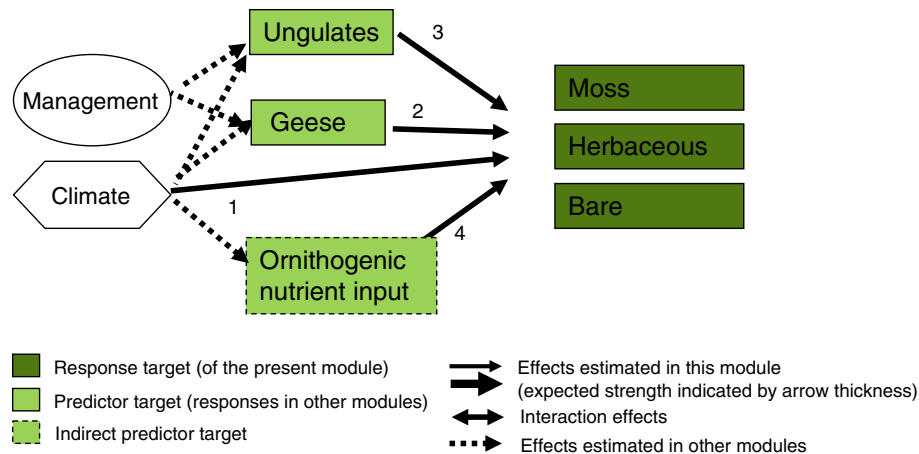 Ungulates
3
Management
Geese
2
Moss
Herbaceous
Climate
1
Bare
4
Ornithogenic
nutrient input
Response target (of the present module)
Predictor target (responses in other modules)
Indirect predictor target
Effects estimated in this module
(expected strength indicated by arrow thickness)
Interaction effects
Effects estimated in other modules